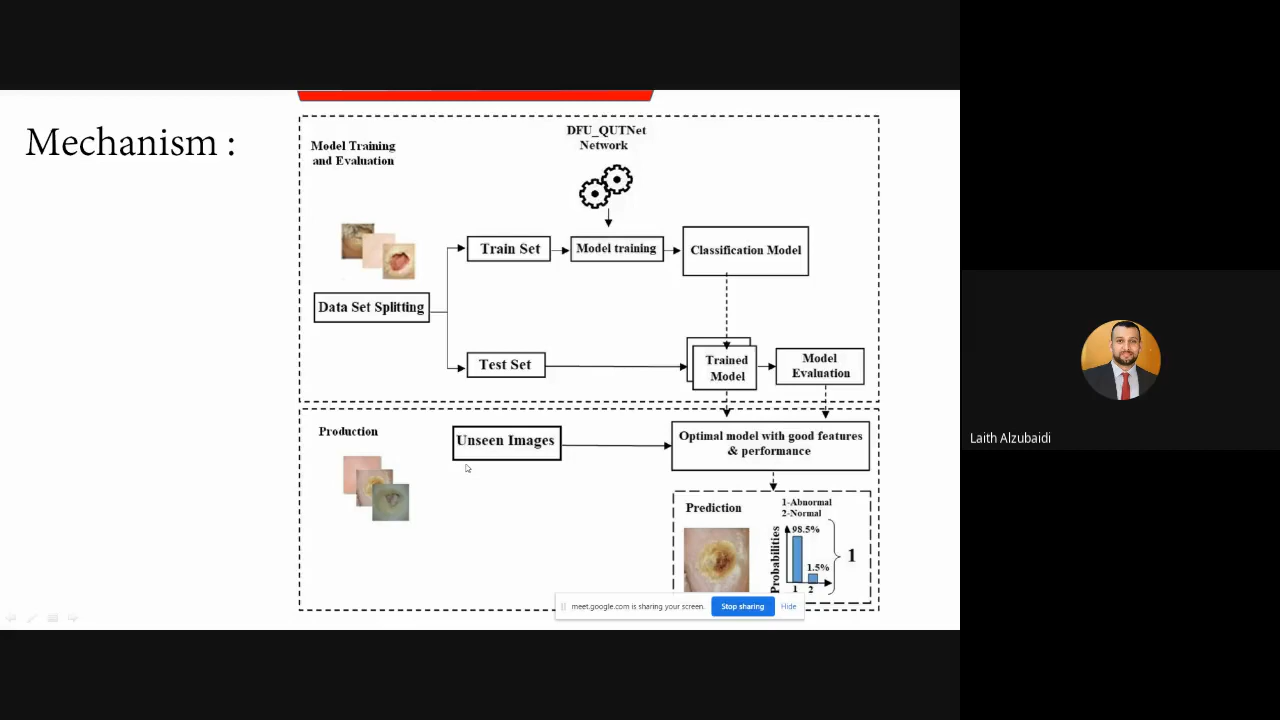 Mechanism :
Model Training
and Evaluation
DFU_QUTNet
Network
Train Set
Model training
Classification Model
Data Set Splitting
Test Set
Trained
Model
Model
Evaluation
Production
Unseen Images
Optimal model with good features
& performance
Prediction
1-Abnormal
2-Normal
Probabilities
98.5%
1.5%
1
1 2
meet.google.com is sharing your screen.
Stop sharing
Hide
Laith Alzubaidi